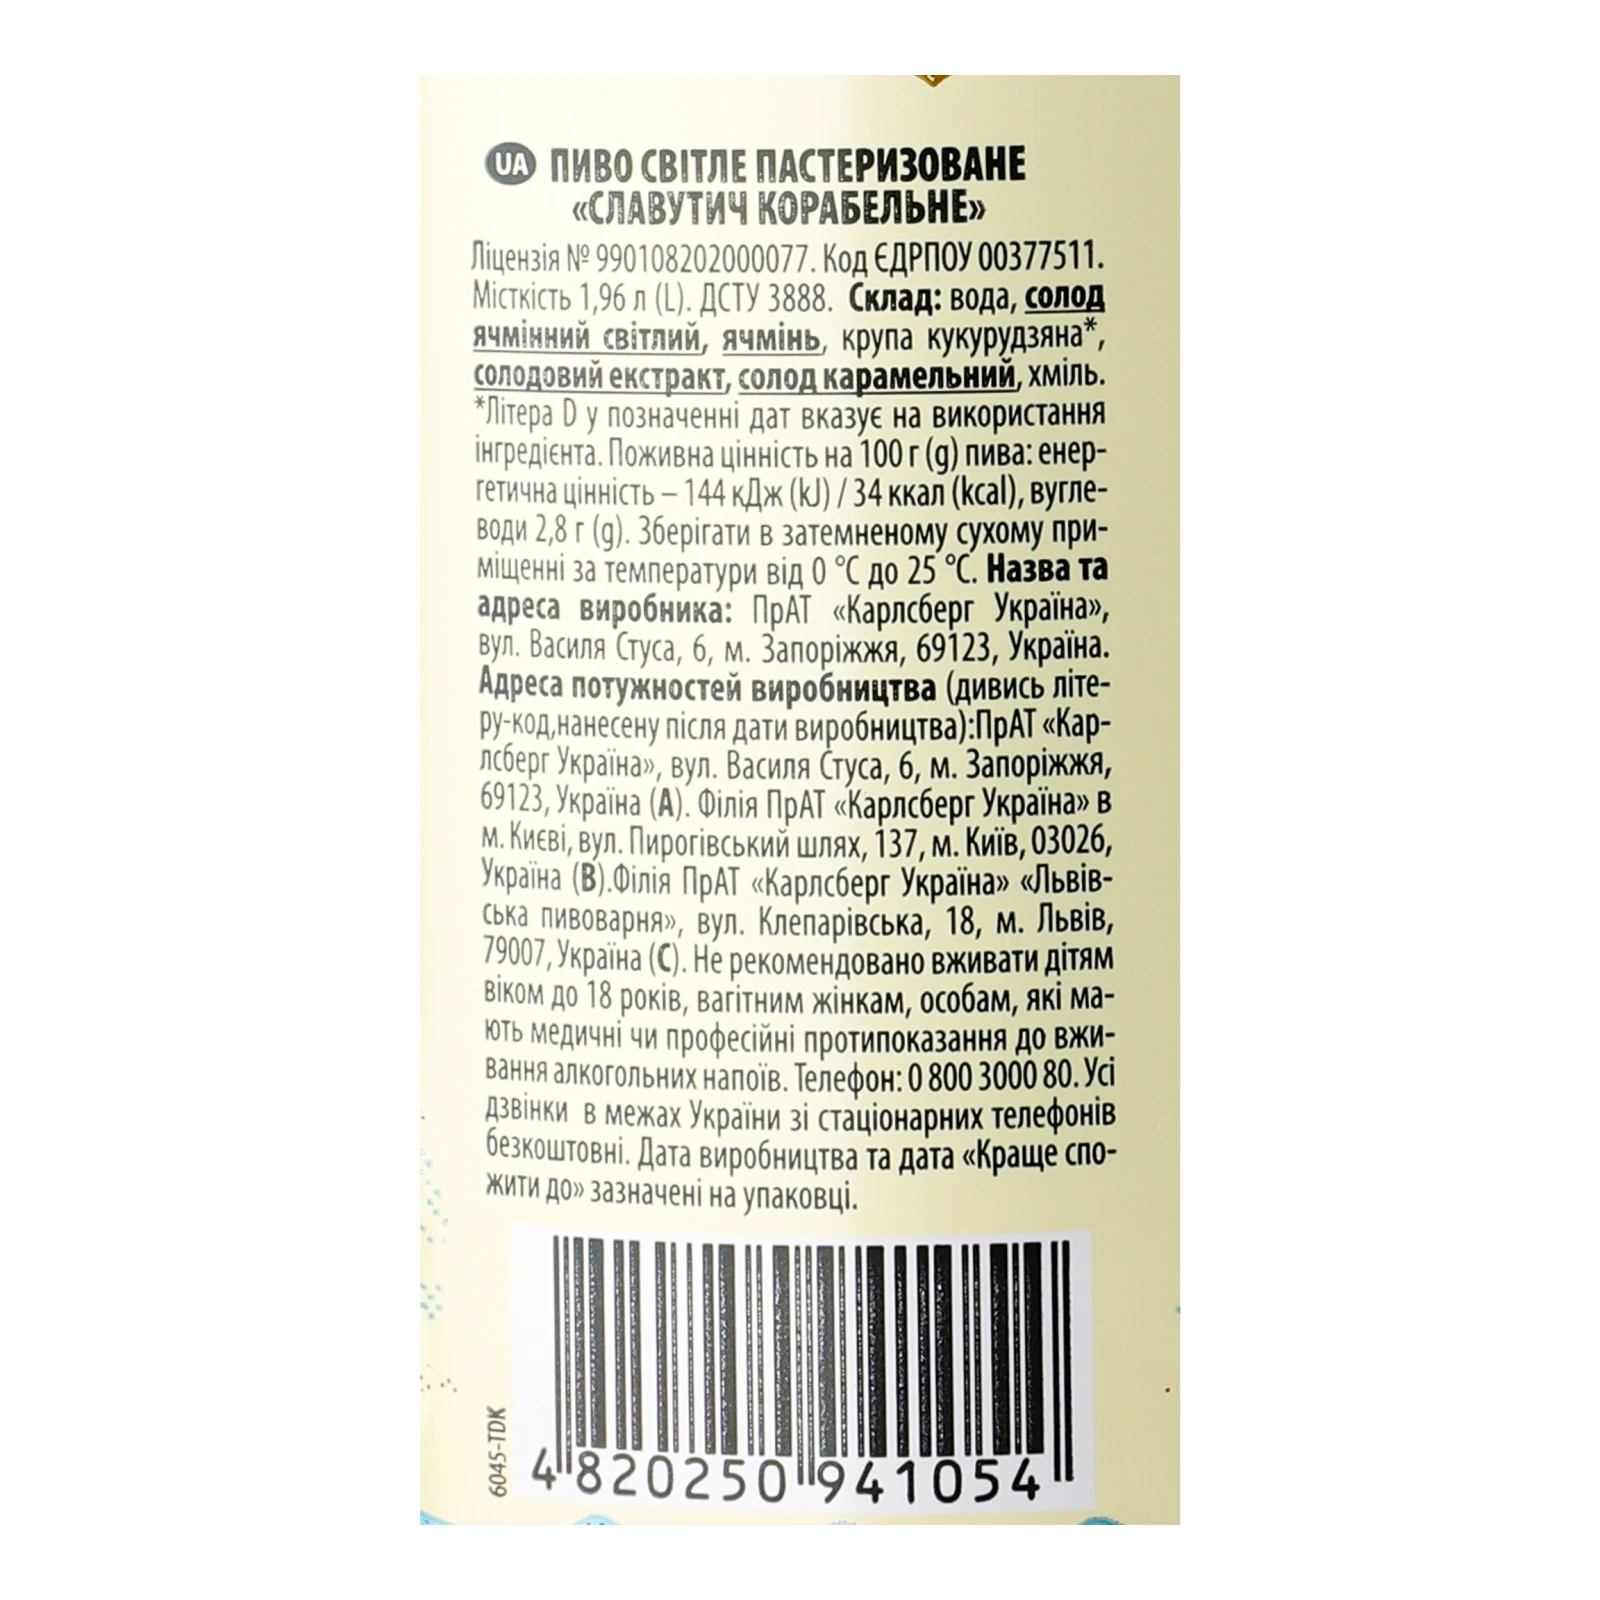 UA ПИВО СВІТЛЕ ПАСТЕРИЗОВАНЕ
«СЛАВУТИЧ КОРАБЕЛЬНЕ»
Ліцензія № 990108202000077. Код ЄДРПОУ 00377511.
Місткість 1,96 л (L). ДСТУ 3888. Склад: вода, солод
ячмінний світлий, ячмінь, крупа кукурудзяна*,
солодовий екстракт, солод карамельний, хміль.
*Літера D у позначенні дат вказує на використання
інгредієнта. Поживна цінність на 100 г (g) пива: енер-
гетична цінність – 144 кДж (kJ) / 34 ккал (kcal), вугле-
води 2,8 г (g). Зберігати в затемненому сухому при-
міщенні за температури від 0 °С до 25 °С. Назва та
адреса виробника: ПрАТ «Карлсберг Україна»,
вул. Василя Стуса, 6, м. Запоріжжя, 69123, Україна.
Адреса потужностей виробництва (дивись літе-
ру-код,нанесену після дати виробництва):ПрАТ «Кар-
лсберг Україна», вул. Василя Стуса, 6, м. Запоріжжя,
69123, Україна (A). Філія ПрАТ «Карлсберг Україна» в
м. Києві, вул. Пирогівський шлях, 137, м. Київ, 03026,
Україна (B).Філія ПрАТ «Карлсберг Україна» «Львів-
ська пивоварня», вул. Клепарівська, 18, м. Львів,
79007, Україна (C). Не рекомендовано вживати дітям
віком до 18 років, вагітним жінкам, особам, які ма-
ють медичні чи професійні протипоказання до вжи-
вання алкогольних напоїв. Телефон: 0 800 3000 80. Усі
дзвінки в межах України зі стаціонарних телефонів
безкоштовні. Дата виробництва та дата «Краще спо-
жити до» зазначені на упаковці.
6045-TDK
4 820250 941054